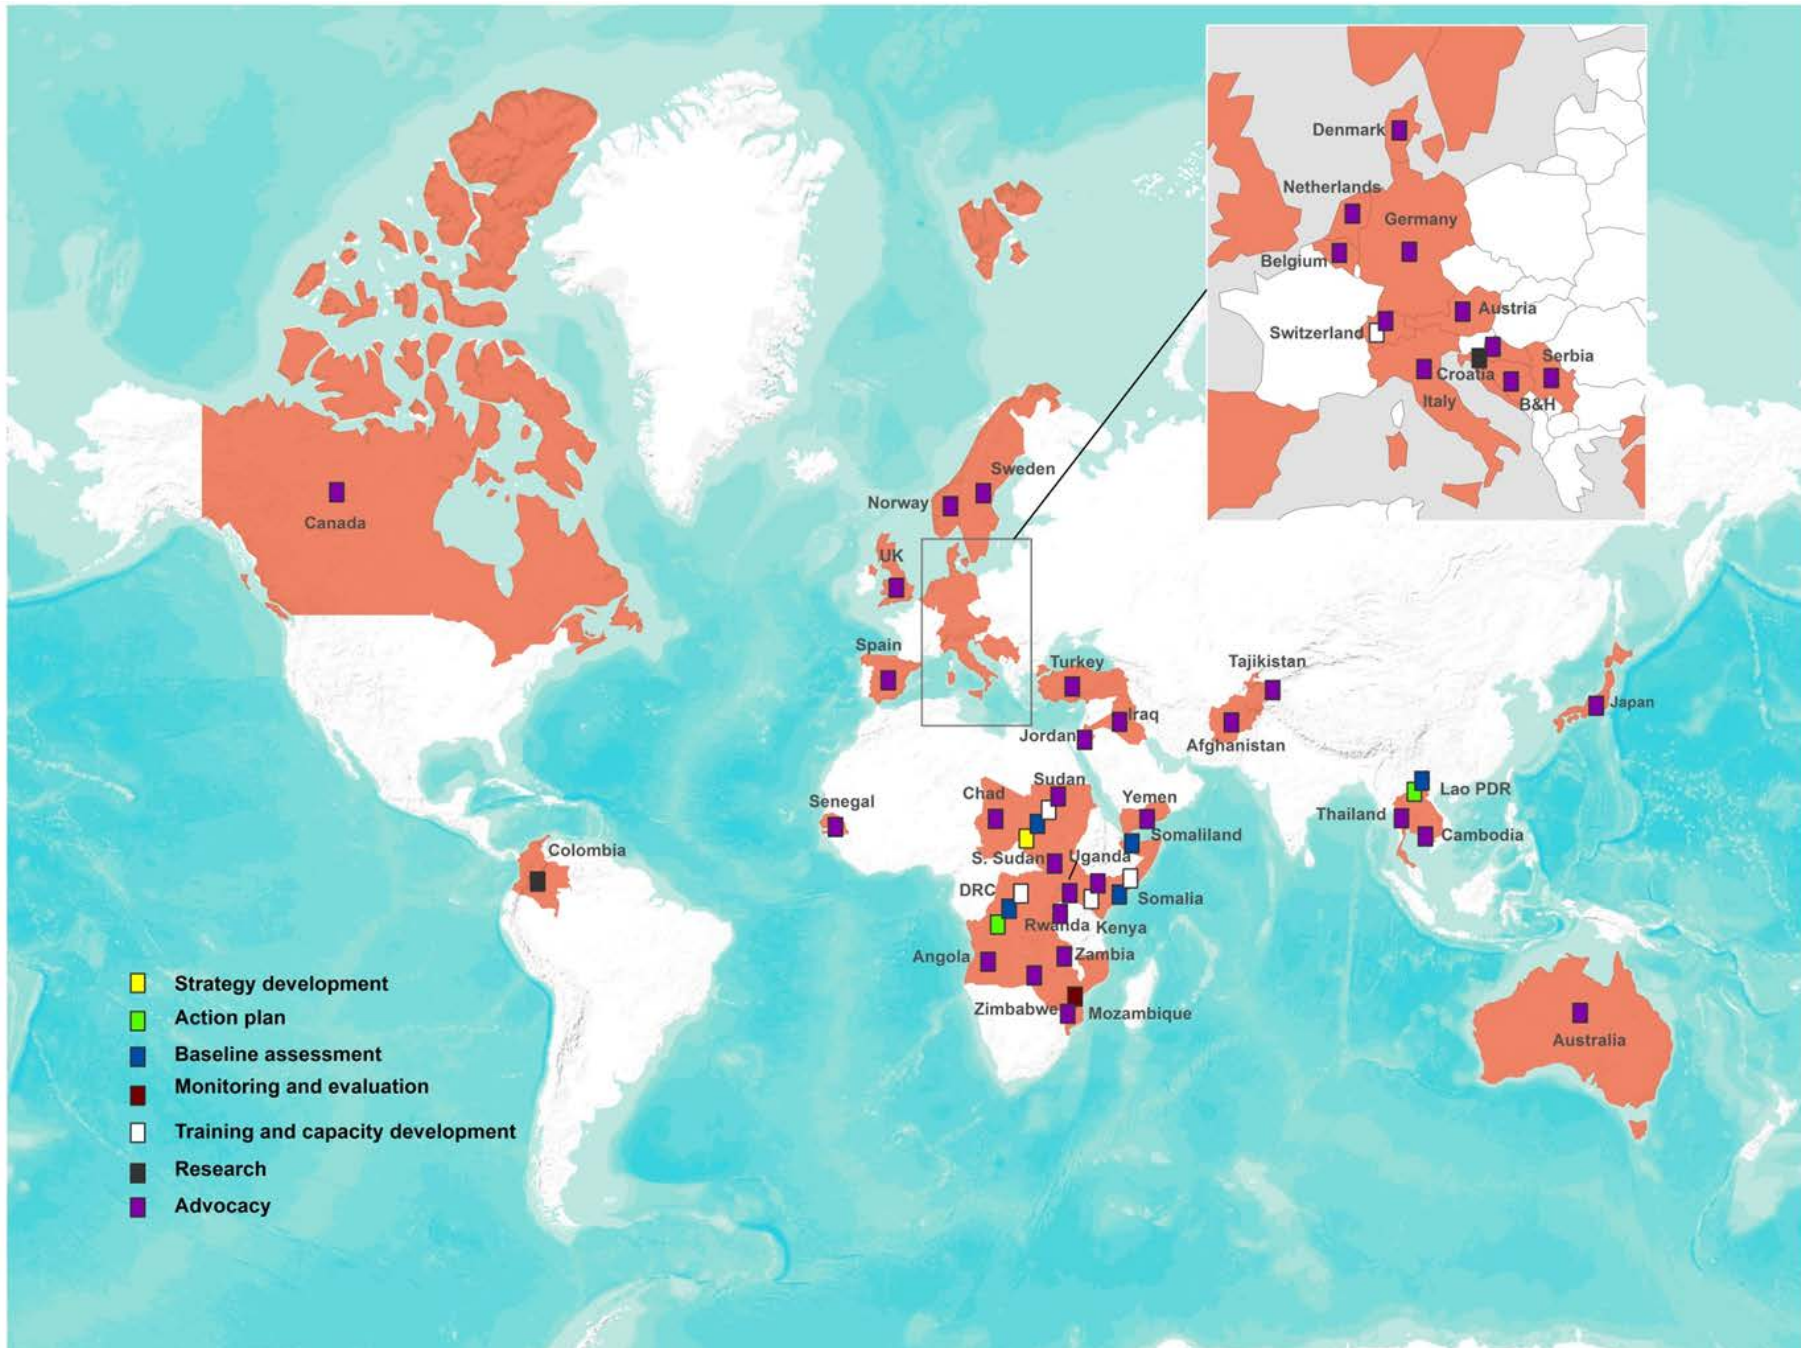 Denmark
Netherlands
Germany
Belgium
Austria
Switzerland
Serbia
Croatia
B&H
Italy
Sweden
Norway
Canada
UK
Spain
Turkey
Tajikistan
Iraq
Japan
Jordan
Afghanistan
Sudan
Chad
Yemen
Lao PDR
Senegal
Thailand
Somaliland
Cambodia
Colombia
S. Sudan
Uganda
DRC
Somalia
Rwanda
Kenya
Angola
Zambia
Zimbabwe
Mozambique
Australia
Strategy development
Action plan
Baseline assessment
Monitoring and evaluation
Training and capacity development
Research
Advocacy